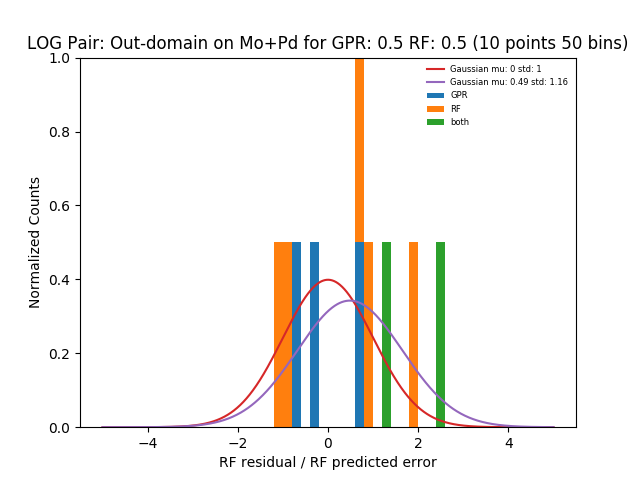 LOG Pair: Out-domain on Mo+Pd for GPR: 0.5 RF: 0.5 (10 points 50 bins)
1.0
0.8
0.6
0.4
0.2
0.0
Normalized Counts
Gaussian mu: 0 std: 1
Gaussian mu: 0.49 std: 1.16
GPR
RF
both
−4
−2
0
2
4
RF residual / RF predicted error